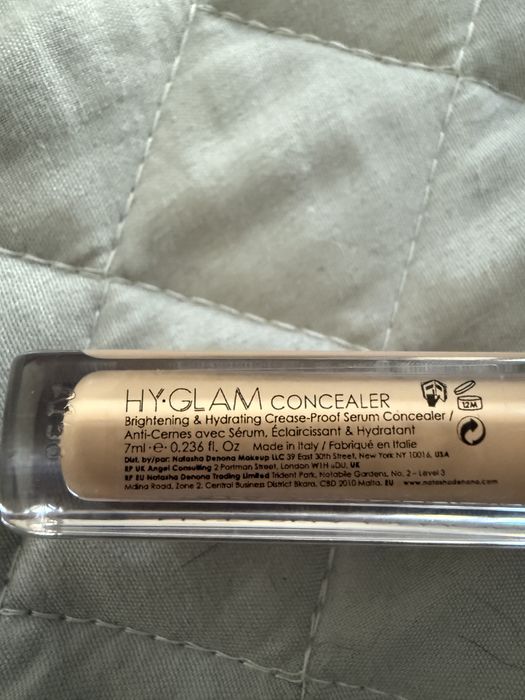 HY·GLAM CONCEALER
Brightening & Hydrating Crease-Proof Serum Concealer /
Anti-Cernes avec Sérum, Éclaircissant & Hydratant
7ml · e · 0.236 fl. Oz Made in Italy / Fabriqué en Italie
Dist. by/par: Natasha Denona Makeup LLC 39 East 30th Street, New York NY 10016, USA
RP UK Angel Consulting 2 Portman Street, London W1H 6DU, UK
RP EU Natasha Denona Trading Limited Trident Park, Notabile Gardens, No. 2 – Level 3
Mdina Road, Zone 2, Central Business District Bkara, CBD 2010 Malta, EU www.natashadenona.com
12M